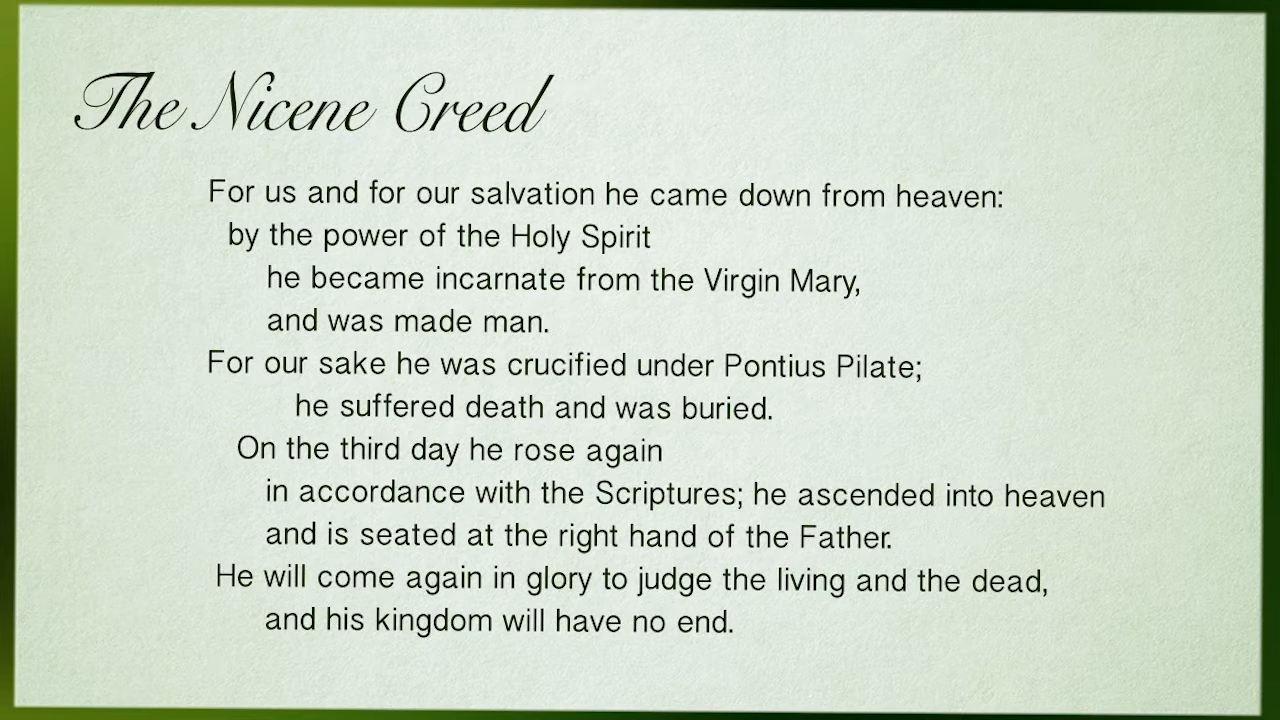 The Nicene Creed
For us and for our salvation he came down from heaven:
by the power of the Holy Spirit
he became incarnate from the Virgin Mary,
and was made man.
For our sake he was crucified under Pontius Pilate;
he suffered death and was buried.
On the third day he rose again
in accordance with the Scriptures; he ascended into heaven
and is seated at the right hand of the Father.
He will come again in glory to judge the living and the dead,
and his kingdom will have no end.